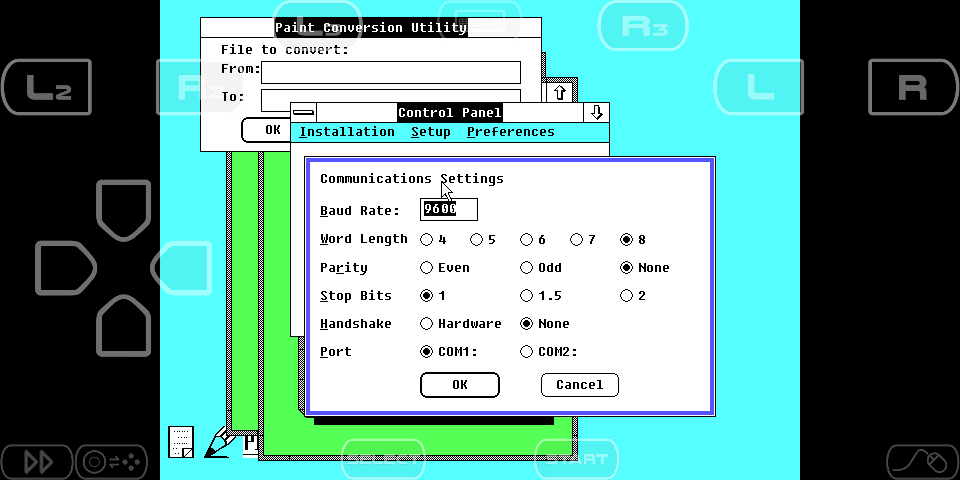 Paint Conversion Utility
File to convert:
From:
To:
OK
Control Panel
Installation Setup Preferences
Communications Settings
Baud Rate: 9600
Word Length 4 5 6 7 8
Parity Even Odd None
Stop Bits 1 1.5 2
Handshake Hardware None
Port COM1: COM2:
OK Cancel
L2
R2
L3
R3
L
R
SELECT
START